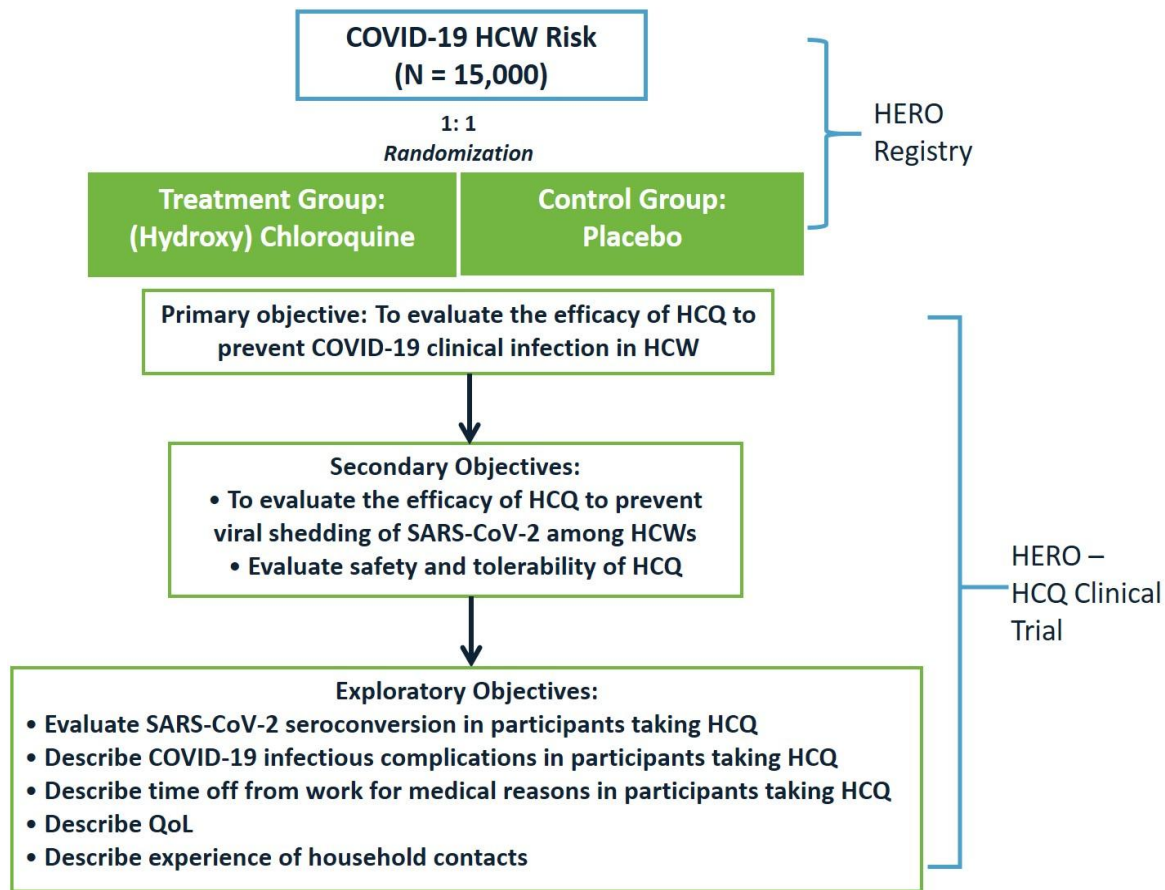 COVID-19 HCW Risk
(N = 15,000)
1: 1
Randomization
HERO
Registry
Treatment Group:
(Hydroxy) Chloroquine
Control Group:
Placebo
Primary objective: To evaluate the efficacy of HCQ to
prevent COVID-19 clinical infection in HCW
Secondary Objectives:
• To evaluate the efficacy of HCQ to prevent
viral shedding of SARS-CoV-2 among HCWs
• Evaluate safety and tolerability of HCQ
HERO –
HCQ Clinical
Trial
Exploratory Objectives:
• Evaluate SARS-CoV-2 seroconversion in participants taking HCQ
• Describe COVID-19 infectious complications in participants taking HCQ
• Describe time off from work for medical reasons in participants taking HCQ
• Describe QoL
• Describe experience of household contacts